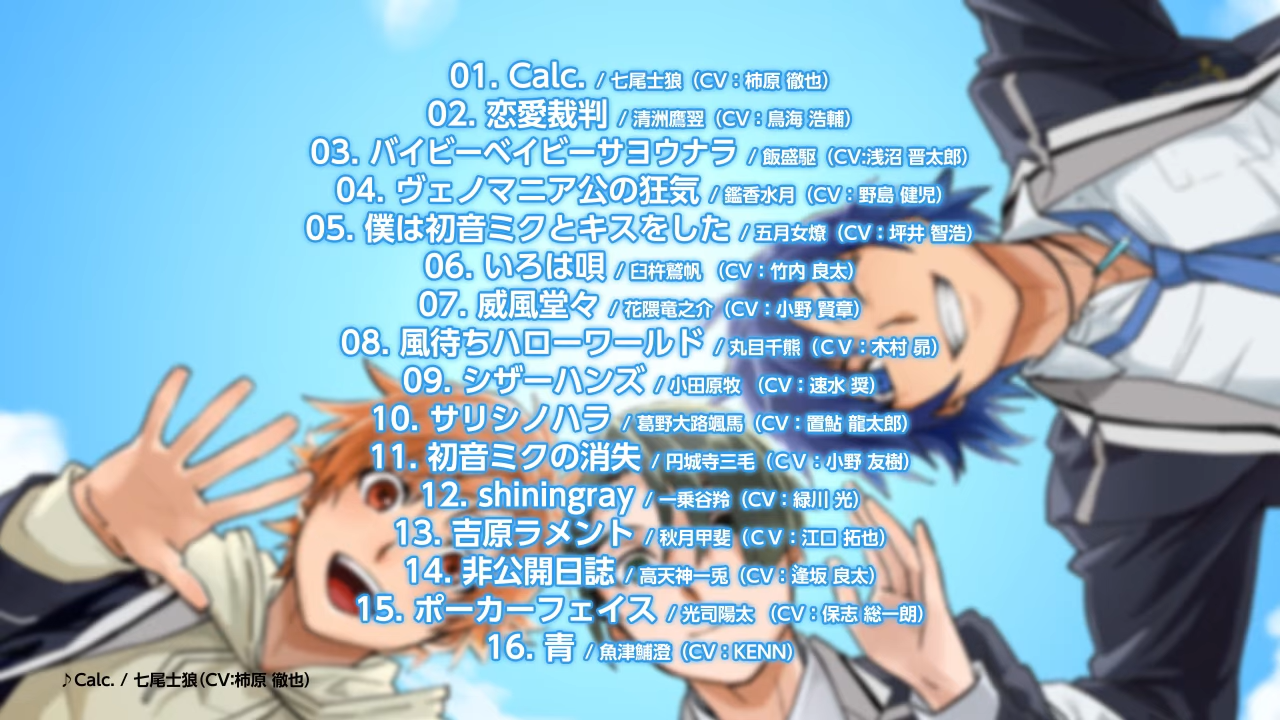 01. Calc. / 七尾士狼（CV：柿原 徹也）
02. 恋愛裁判 / 清洲鷹翌（CV：鳥海 浩輔）
03. バイビーベイビーサヨウナラ / 飯盛駆（CV:浅沼 晋太郎）
04. ヴェノマニア公の狂気 / 鑑香水月（CV：野島 健児）
05. 僕は初音ミクとキスをした / 五月女燎（CV：坪井 智浩）
06. いろは唄 / 臼杵鷲帆 （CV：竹内 良太）
07. 威風堂々 / 花隈竜之介（CV：小野 賢章）
08. 風待ちハローワールド / 丸目千熊（ＣＶ：木村 昴）
09. シザーハンズ / 小田原牧 （CV：速水 奨）
10. サリシノハラ / 葛野大路颯馬（CV：置鮎 龍太郎）
11. 初音ミクの消失 / 円城寺三毛（ＣＶ：小野 友樹）
12. shiningray / 一乗谷羚（CV：緑川 光）
13. 吉原ラメント / 秋月甲斐（ＣＶ：江口 拓也）
14. 非公開日誌 / 高天神一兎（CV：逢坂 良太）
15. ポーカーフェイス / 光司陽太 （CV：保志 総一朗）
16. 青 / 魚津鯆澄（CV：KENN）
♪Calc. / 七尾士狼(CV:柿原 徹也)